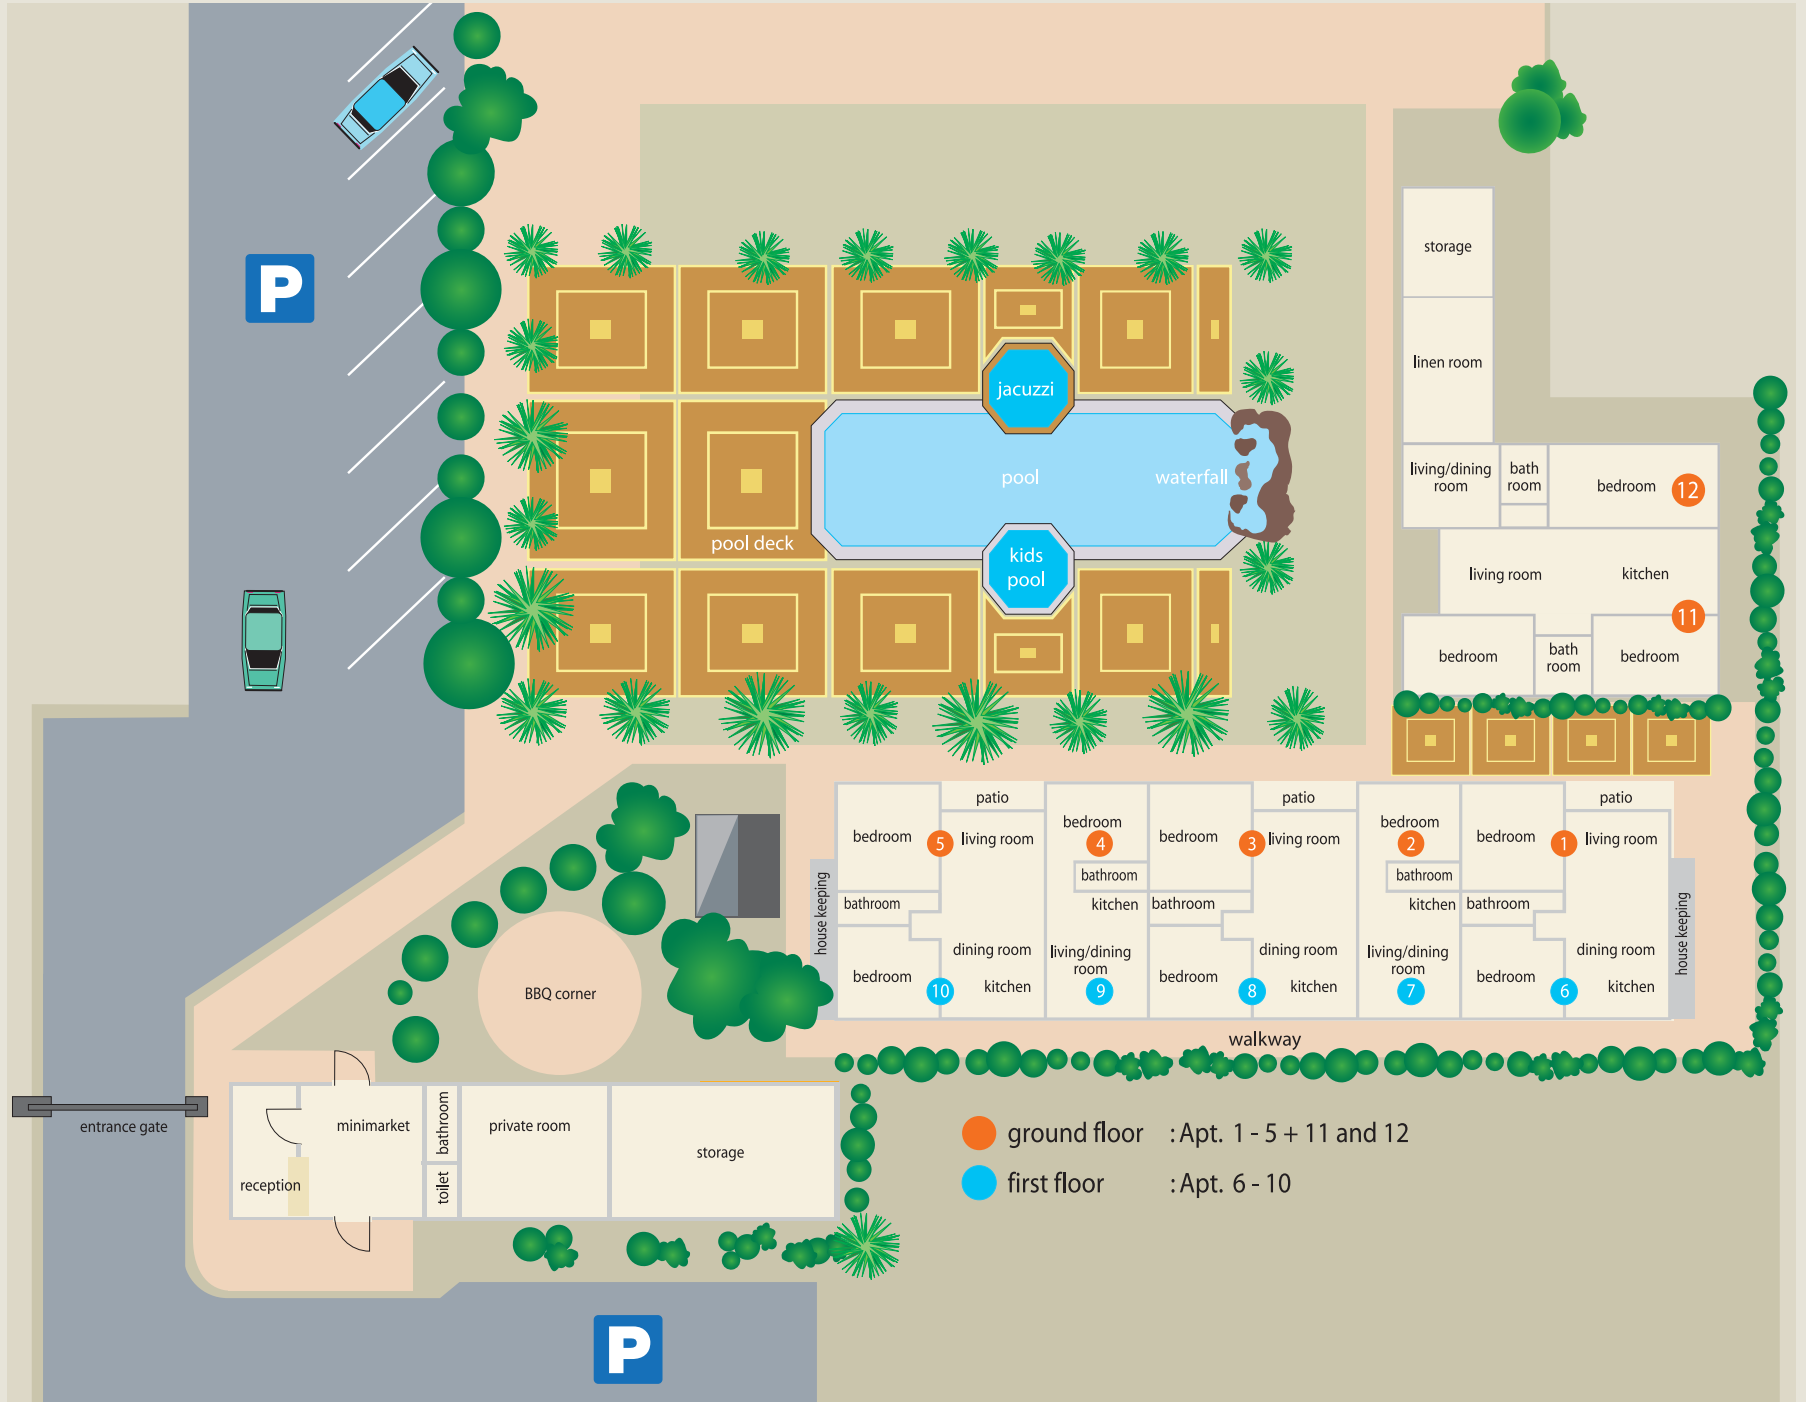 P
jacuzzi
pool
waterfall
pool deck
kids
pool
storage
linen room
living/dining
room
bath
room
bedroom
12
living room
kitchen
11
bedroom
bath
room
bedroom
patio
patio
patio
bedroom
5
living room
bedroom
4
bedroom
3
living room
bedroom
2
bedroom
1
living room
bathroom
bathroom
house keeping
bathroom
kitchen
bathroom
kitchen
bathroom
house keeping
dining room
living/dining
room
dining room
living/dining
room
dining room
bedroom
10
kitchen
9
bedroom
8
kitchen
7
bedroom
6
kitchen
BBQ corner
walkway
entrance gate
reception
minimarket
bathroom
toilet
private room
storage
ground floor : Apt. 1 - 5 + 11 and 12
first floor : Apt. 6 - 10
P